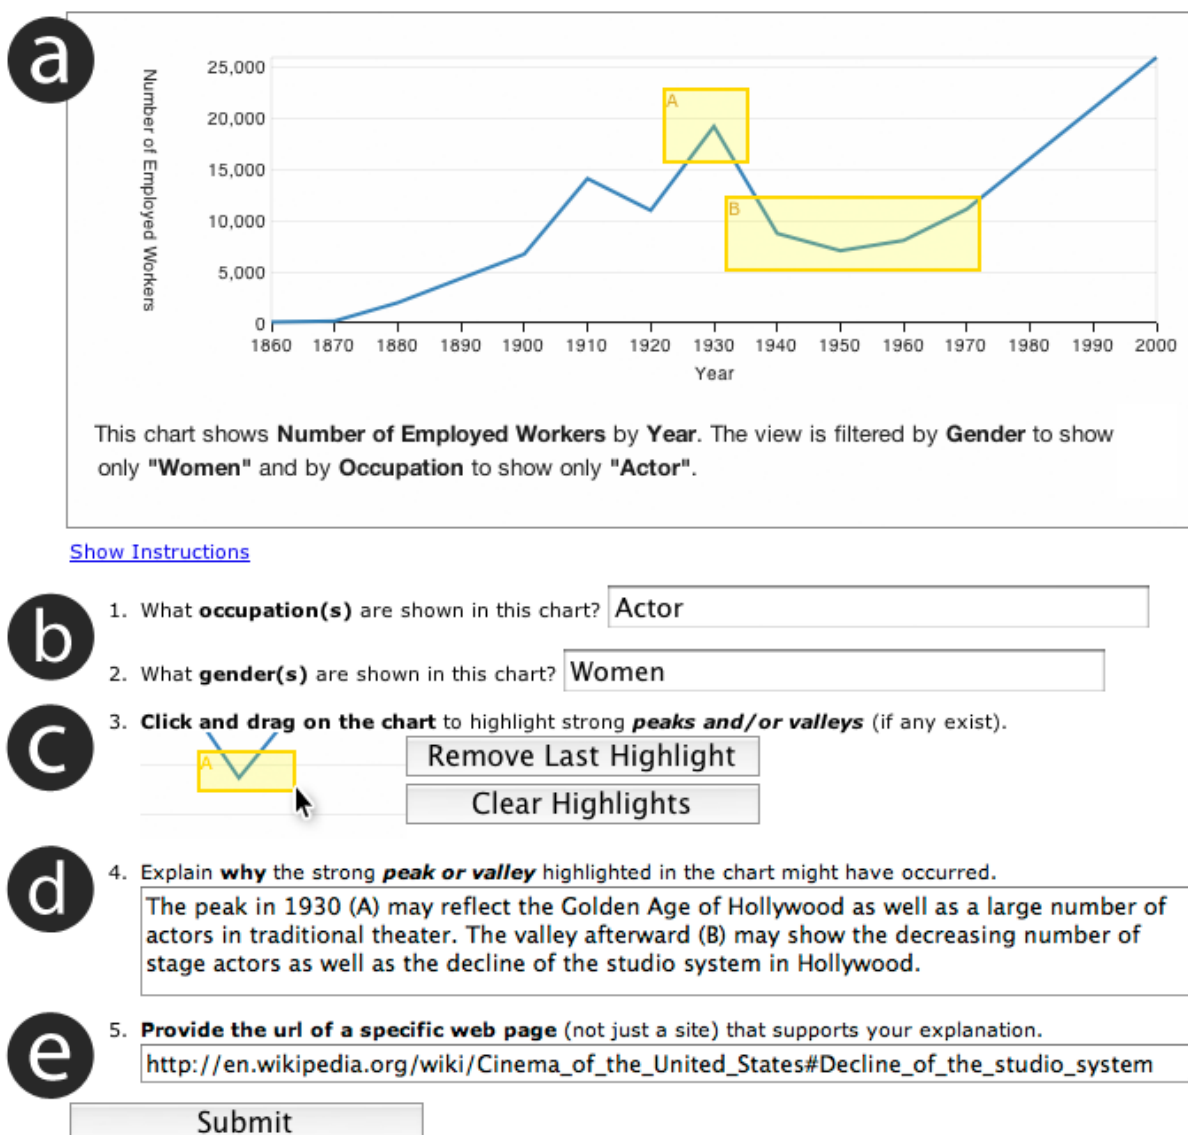 a
Number of Employed Workers
25,000
20,000
15,000
10,000
5,000
0
A
B
1860 1870 1880 1890 1900 1910 1920 1930 1940 1950 1960 1970 1980 1990 2000
Year
This chart shows Number of Employed Workers by Year. The view is filtered by Gender to show
only "Women" and by Occupation to show only "Actor".
Show Instructions
b
1. What occupation(s) are shown in this chart? Actor
2. What gender(s) are shown in this chart? Women
c
3. Click and drag on the chart to highlight strong peaks and/or valleys (if any exist).
A
Remove Last Highlight
Clear Highlights
d
4. Explain why the strong peak or valley highlighted in the chart might have occurred.
The peak in 1930 (A) may reflect the Golden Age of Hollywood as well as a large number of
actors in traditional theater. The valley afterward (B) may show the decreasing number of
stage actors as well as the decline of the studio system in Hollywood.
e
5. Provide the url of a specific web page (not just a site) that supports your explanation.
http://en.wikipedia.org/wiki/Cinema_of_the_United_States#Decline_of_the_studio_system
Submit